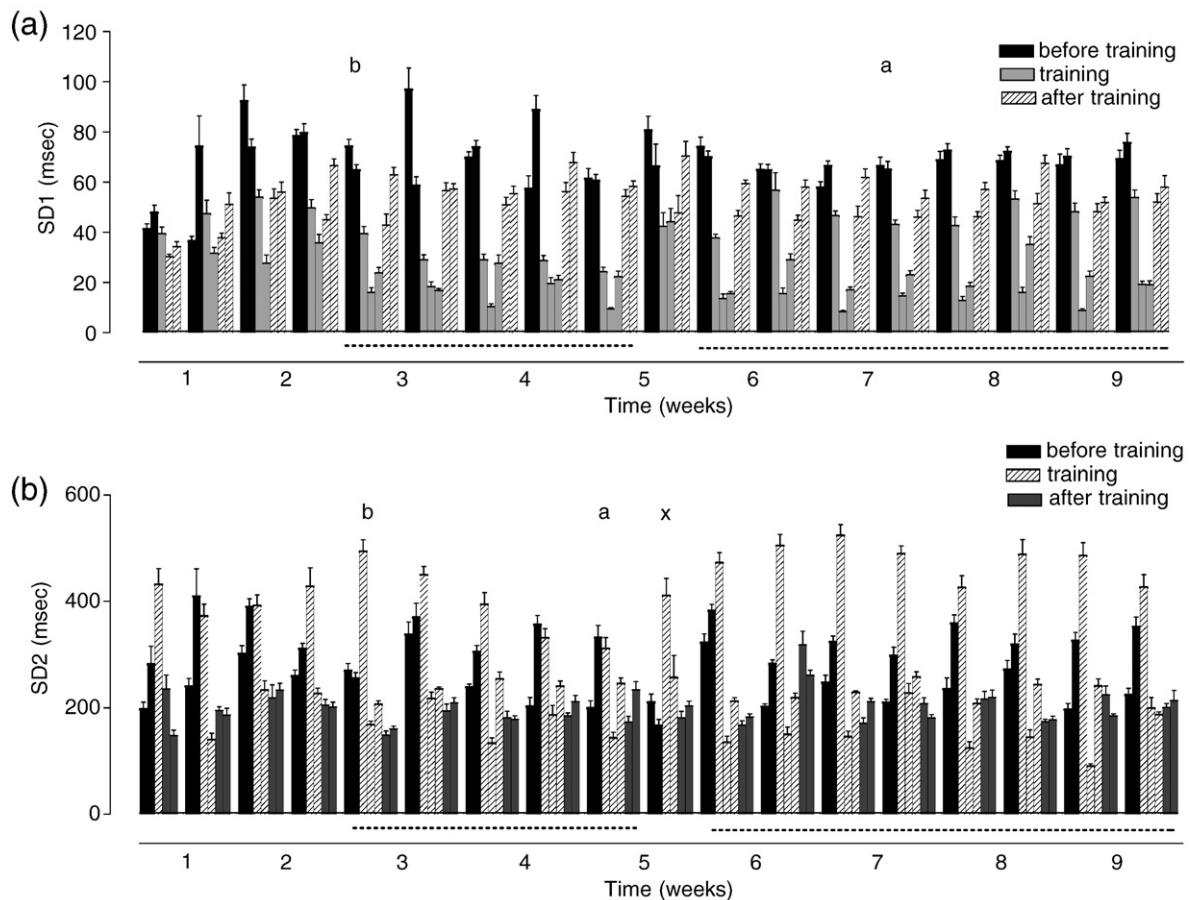 (a)
120
100
80
60
40
20
0
SD1 (msec)
b
a
before training
training
after training
1 2 3 4 5 6 7 8 9
Time (weeks)
(b)
600
400
200
0
SD2 (msec)
b
a
x
before training
training
after training
1 2 3 4 5 6 7 8 9
Time (weeks)